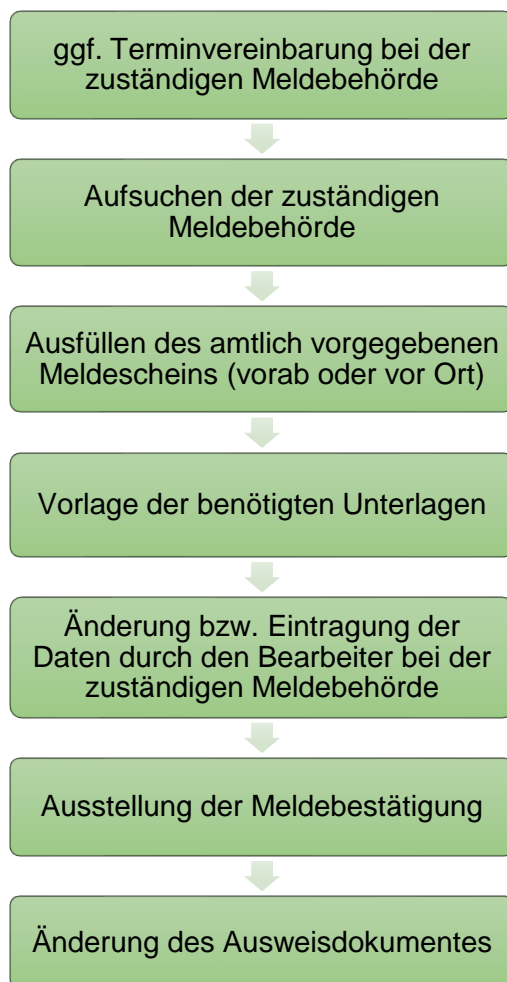 ggf. Terminvereinbarung bei der
zuständigen Meldebehörde
Aufsuchen der zuständigen
Meldebehörde
Ausfüllen des amtlich vorgegebenen
Meldescheins (vorab oder vor Ort)
Vorlage der benötigten Unterlagen
Änderung bzw. Eintragung der
Daten durch den Bearbeiter bei der
zuständigen Meldebehörde
Ausstellung der Meldebestätigung
Änderung des Ausweisdokumentes